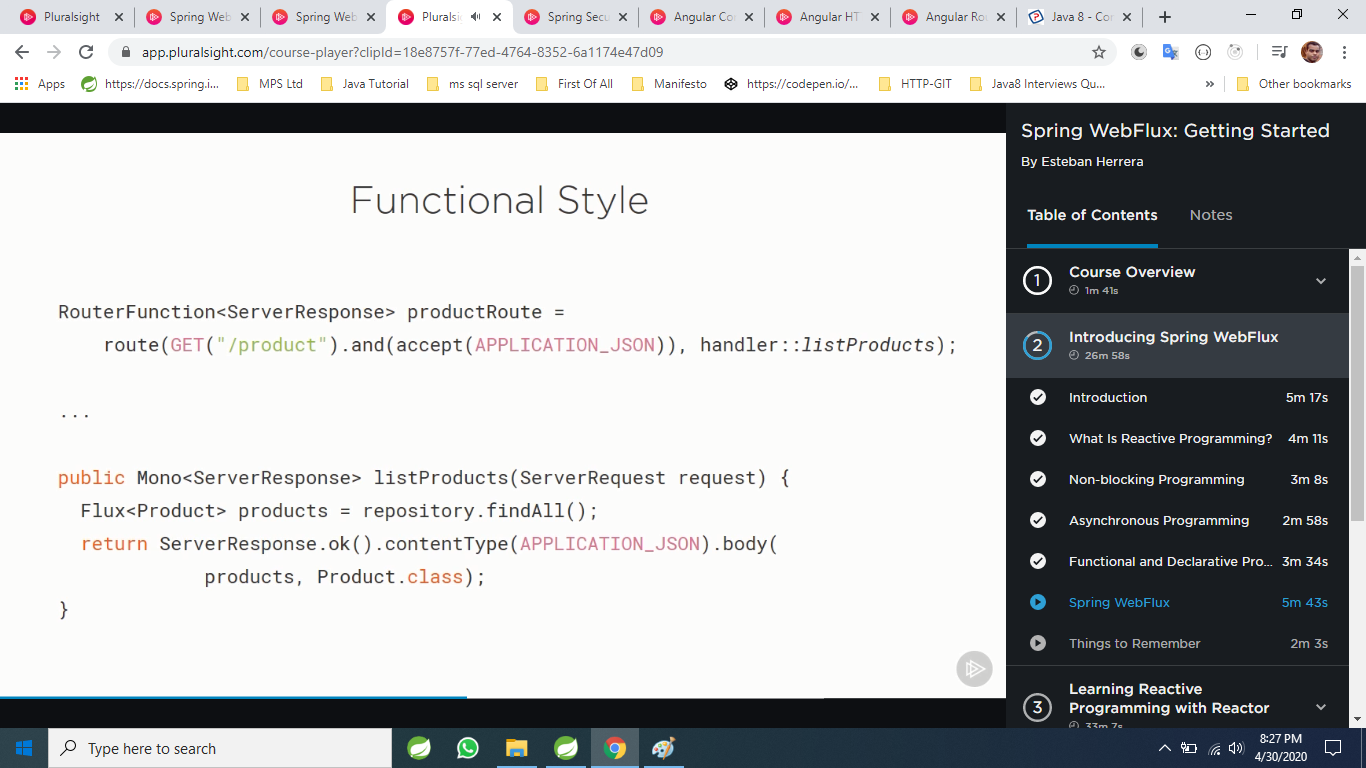 Pluralsight
Spring Web
Spring Web
Pluralsi
Spring Secu
Angular Co
Angular HT
Angular Ro
Java 8 - Co
app.pluralsight.com/course-player?clipId=18e8757f-77ed-4764-8352-6a1174e47d09
Apps
https://docs.spring.i...
MPS Ltd
Java Tutorial
ms sql server
First Of All
Manifesto
https://codepen.io/...
HTTP-GIT
Java8 Interviews Qu...
»
Other bookmarks
Functional Style
RouterFunction<ServerResponse> productRoute =
route(GET("/product").and(accept(APPLICATION_JSON)), handler::listProducts);
...
public Mono<ServerResponse> listProducts(ServerRequest request) {
Flux<Product> products = repository.findAll();
return ServerResponse.ok().contentType(APPLICATION_JSON).body(
products, Product.class);
}
Spring WebFlux: Getting Started
By Esteban Herrera
Table of Contents Notes
1 Course Overview
1m 41s
2 Introducing Spring WebFlux
26m 58s
Introduction 5m 17s
What Is Reactive Programming? 4m 11s
Non-blocking Programming 3m 8s
Asynchronous Programming 2m 58s
Functional and Declarative Pro... 3m 34s
Spring WebFlux 5m 43s
Things to Remember 2m 3s
3 Learning Reactive
Programming with Reactor
33m 7s
Type here to search
8:27 PM
4/30/2020